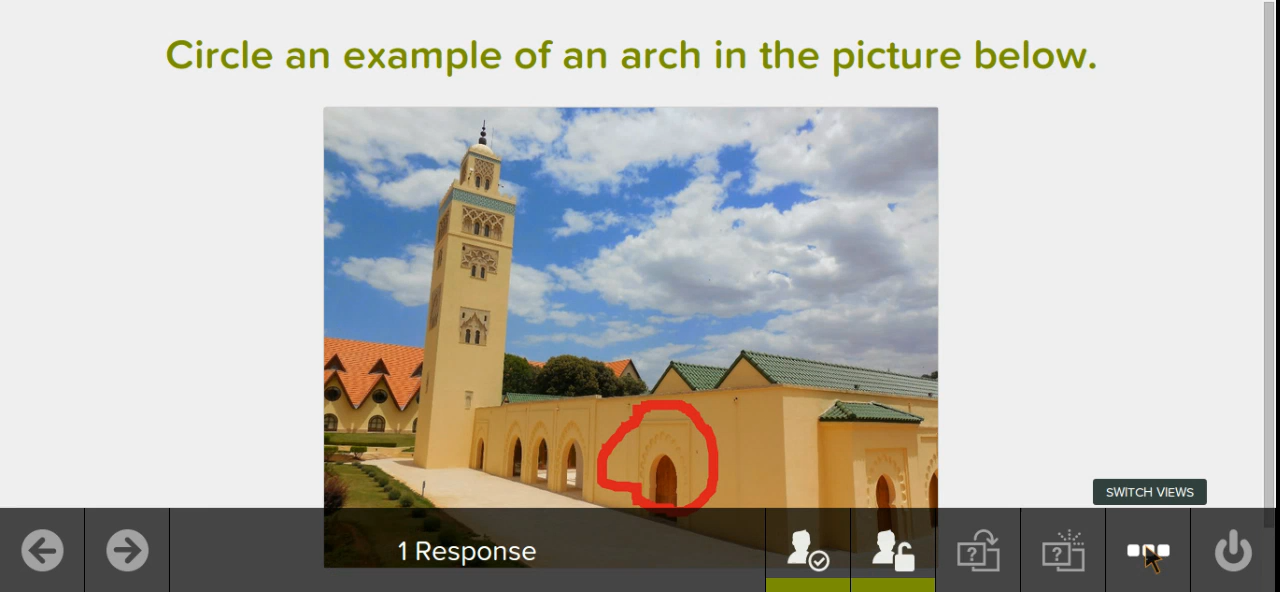 Circle an example of an arch in the picture below.
SWITCH VIEWS
1 Response